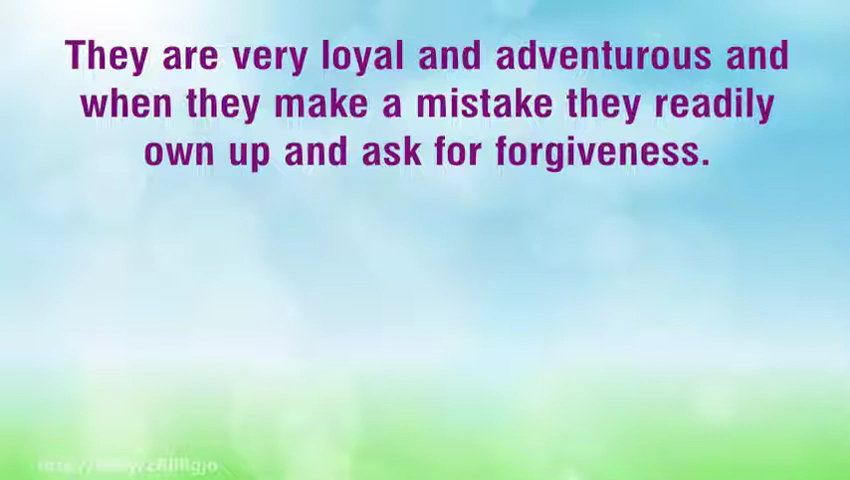 They are very loyal and adventurous and
when they make a mistake they readily
own up and ask for forgiveness.